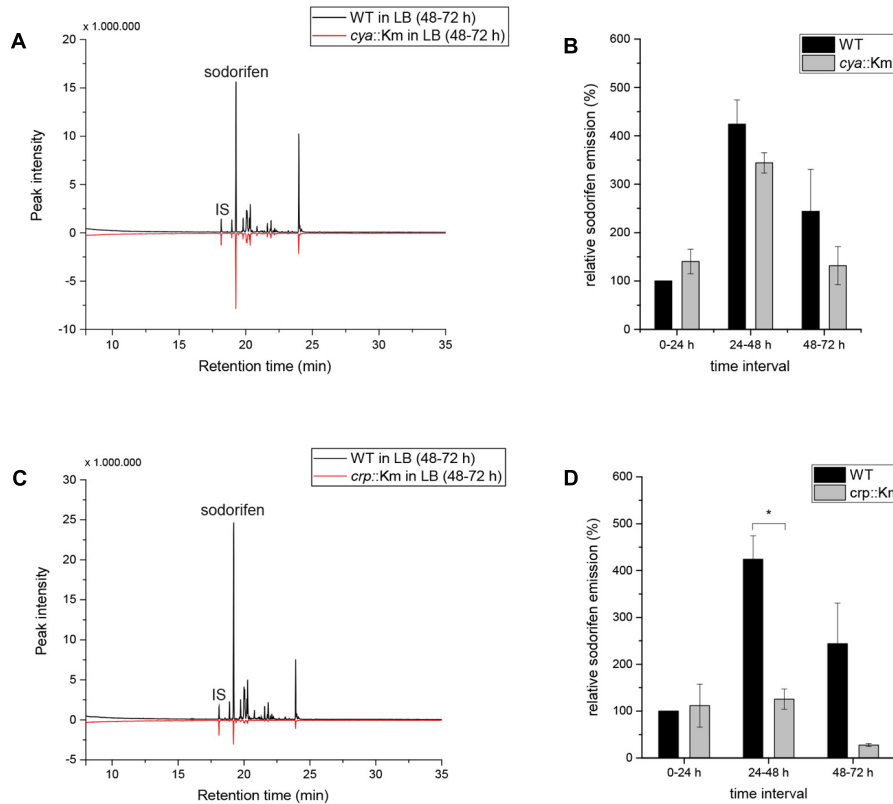 A
x 1.000.000
WT in LB (48-72 h)
cya::Km in LB (48-72 h)
20
15
10
5
0
-5
-10
Peak intensity
sodorifen
IS
10
15
20
25
30
35
Retention time (min)
B
WT
cya::Km
600
500
400
300
200
100
0
relative sodorifen emission (%)
0-24 h
24-48 h
48-72 h
time interval
C
x 1.000.000
WT in LB (48-72 h)
crp::Km in LB (48-72 h)
30
25
20
15
10
5
0
-5
Peak intensity
sodorifen
IS
10
15
20
25
30
35
Retention time (min)
D
WT
crp::Km
600
500
400
300
200
100
0
relative sodorifen emission (%)
*
0-24 h
24-48 h
48-72 h
time interval